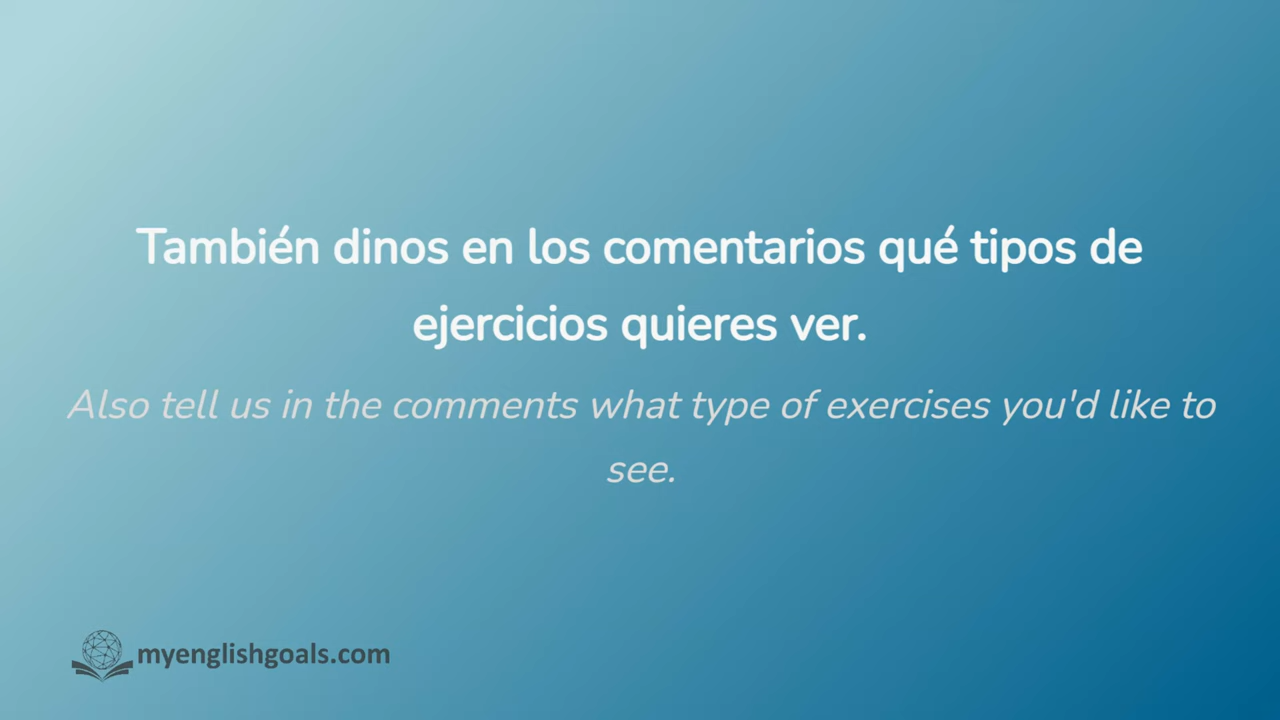 También dinos en los comentarios qué tipos de
ejercicios quieres ver.
Also tell us in the comments what type of exercises you'd like to
see.
myenglishgoals.com